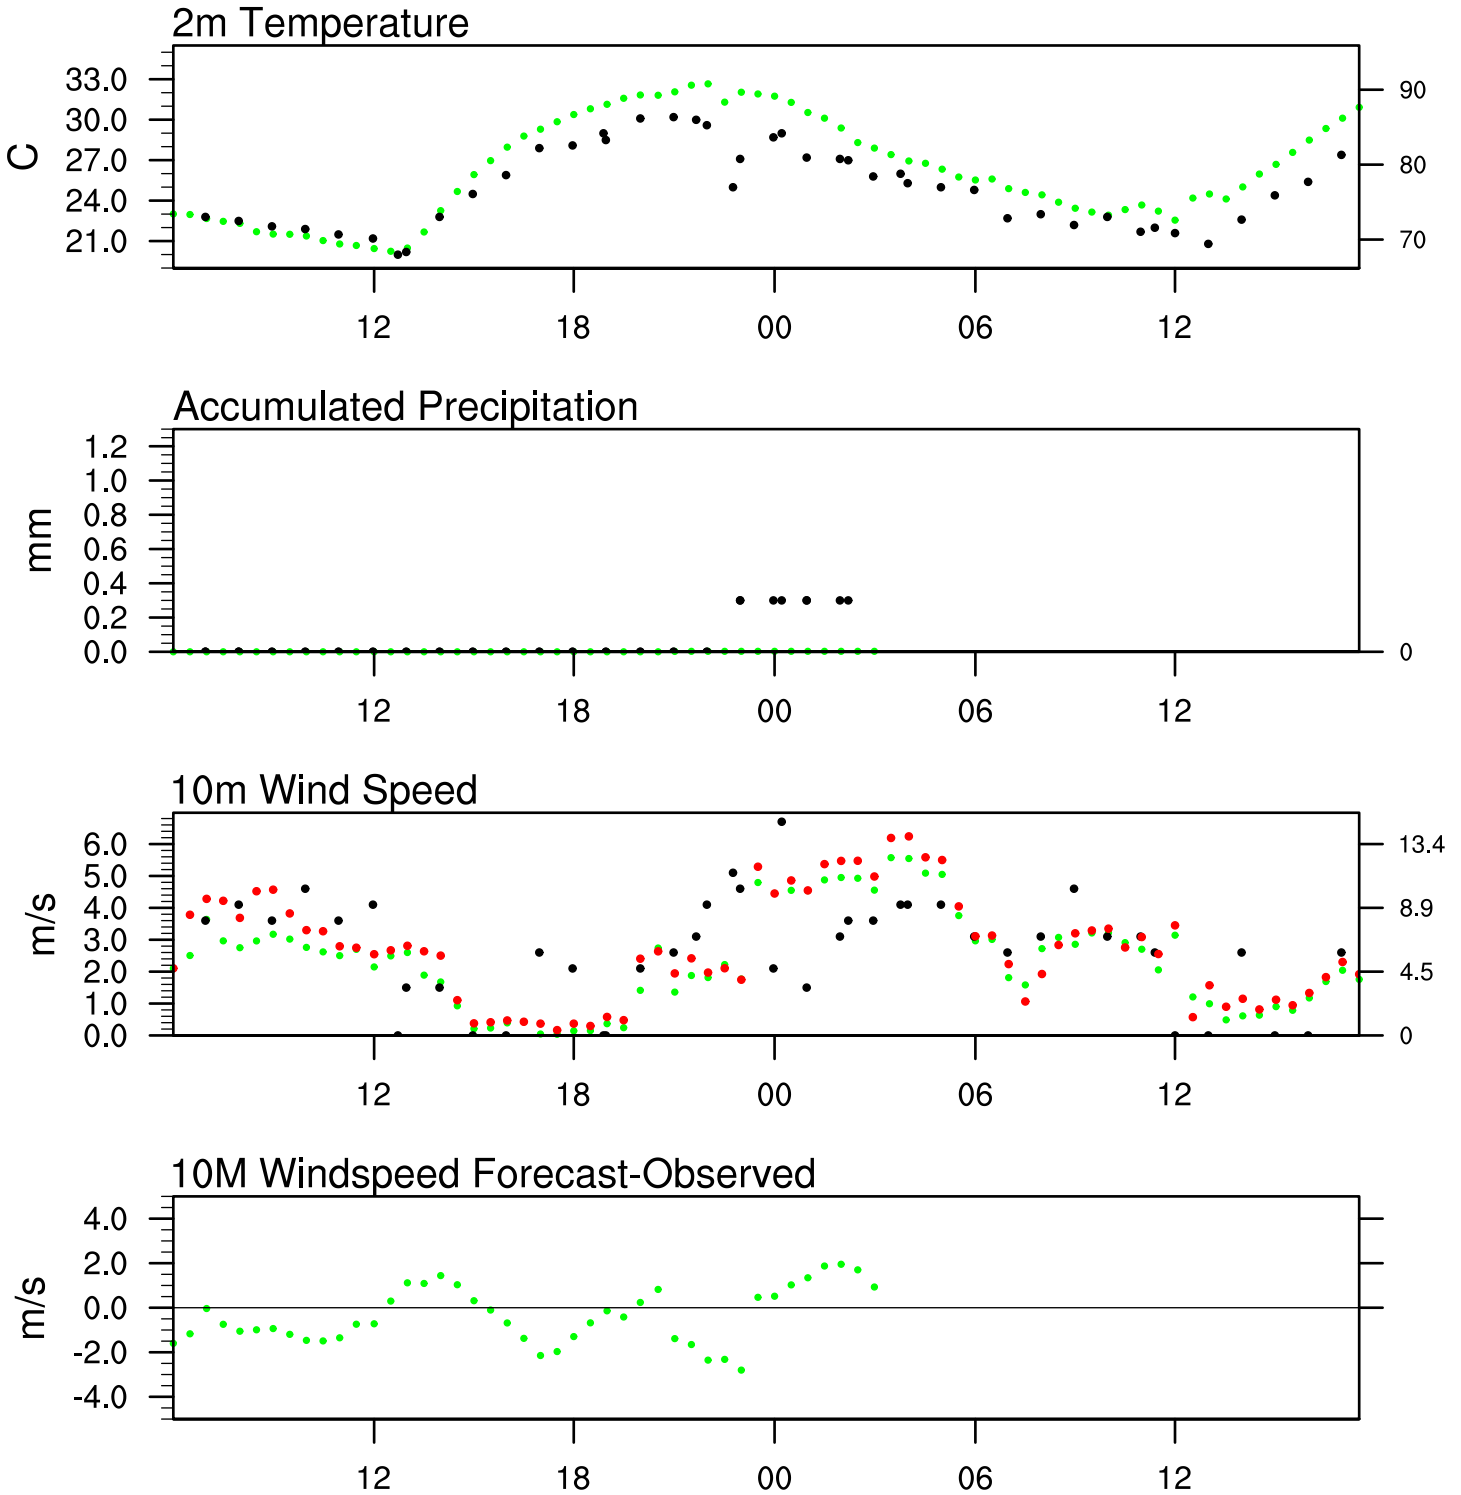 2m Temperature
C
33.0
30.0
27.0
24.0
21.0
90
80
70
12 18 00 06 12
Accumulated Precipitation
mm
1.2
1.0
0.8
0.6
0.4
0.2
0.0
0
12 18 00 06 12
10m Wind Speed
m/s
6.0
5.0
4.0
3.0
2.0
1.0
0.0
13.4
8.9
4.5
0
12 18 00 06 12
10M Windspeed Forecast-Observed
m/s
4.0
2.0
0.0
-2.0
-4.0
12 18 00 06 12